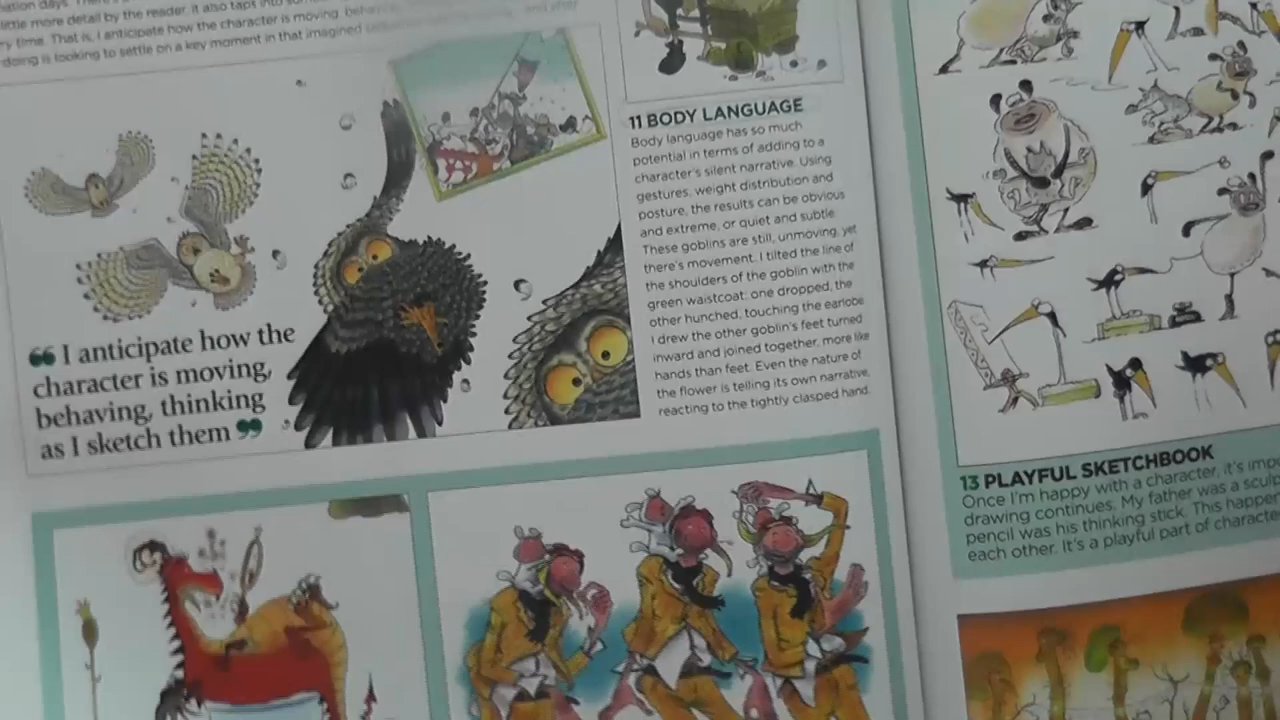 little more detail by the reader, it also taps into
ry time. That is, I anticipate how the character is moving, behav
doing is looking to settle on a key moment in that imagined
❝ I anticipate how the
character is moving,
behaving, thinking
as I sketch them ❞
11 BODY LANGUAGE
Body language has so much
potential in terms of adding to a
character's silent narrative. Using
gestures, weight distribution and
posture, the results can be obvious
and extreme, or quiet and subtle.
These goblins are still, unmoving, yet
there's movement. I tilted the line of
the shoulders of the goblin with the
green waistcoat: one dropped, the
other hunched, touching the earlobe.
I drew the other goblin's feet turned
inward and joined together, more like
hands than feet. Even the nature of
the flower is telling its own narrative,
reacting to the tightly clasped hand.
13 PLAYFUL SKETCHBOOK
Once I'm happy with a character, it's impo
drawing continues. My father was a sculp
pencil was his thinking stick. This happen
each other. It's a playful part of characte